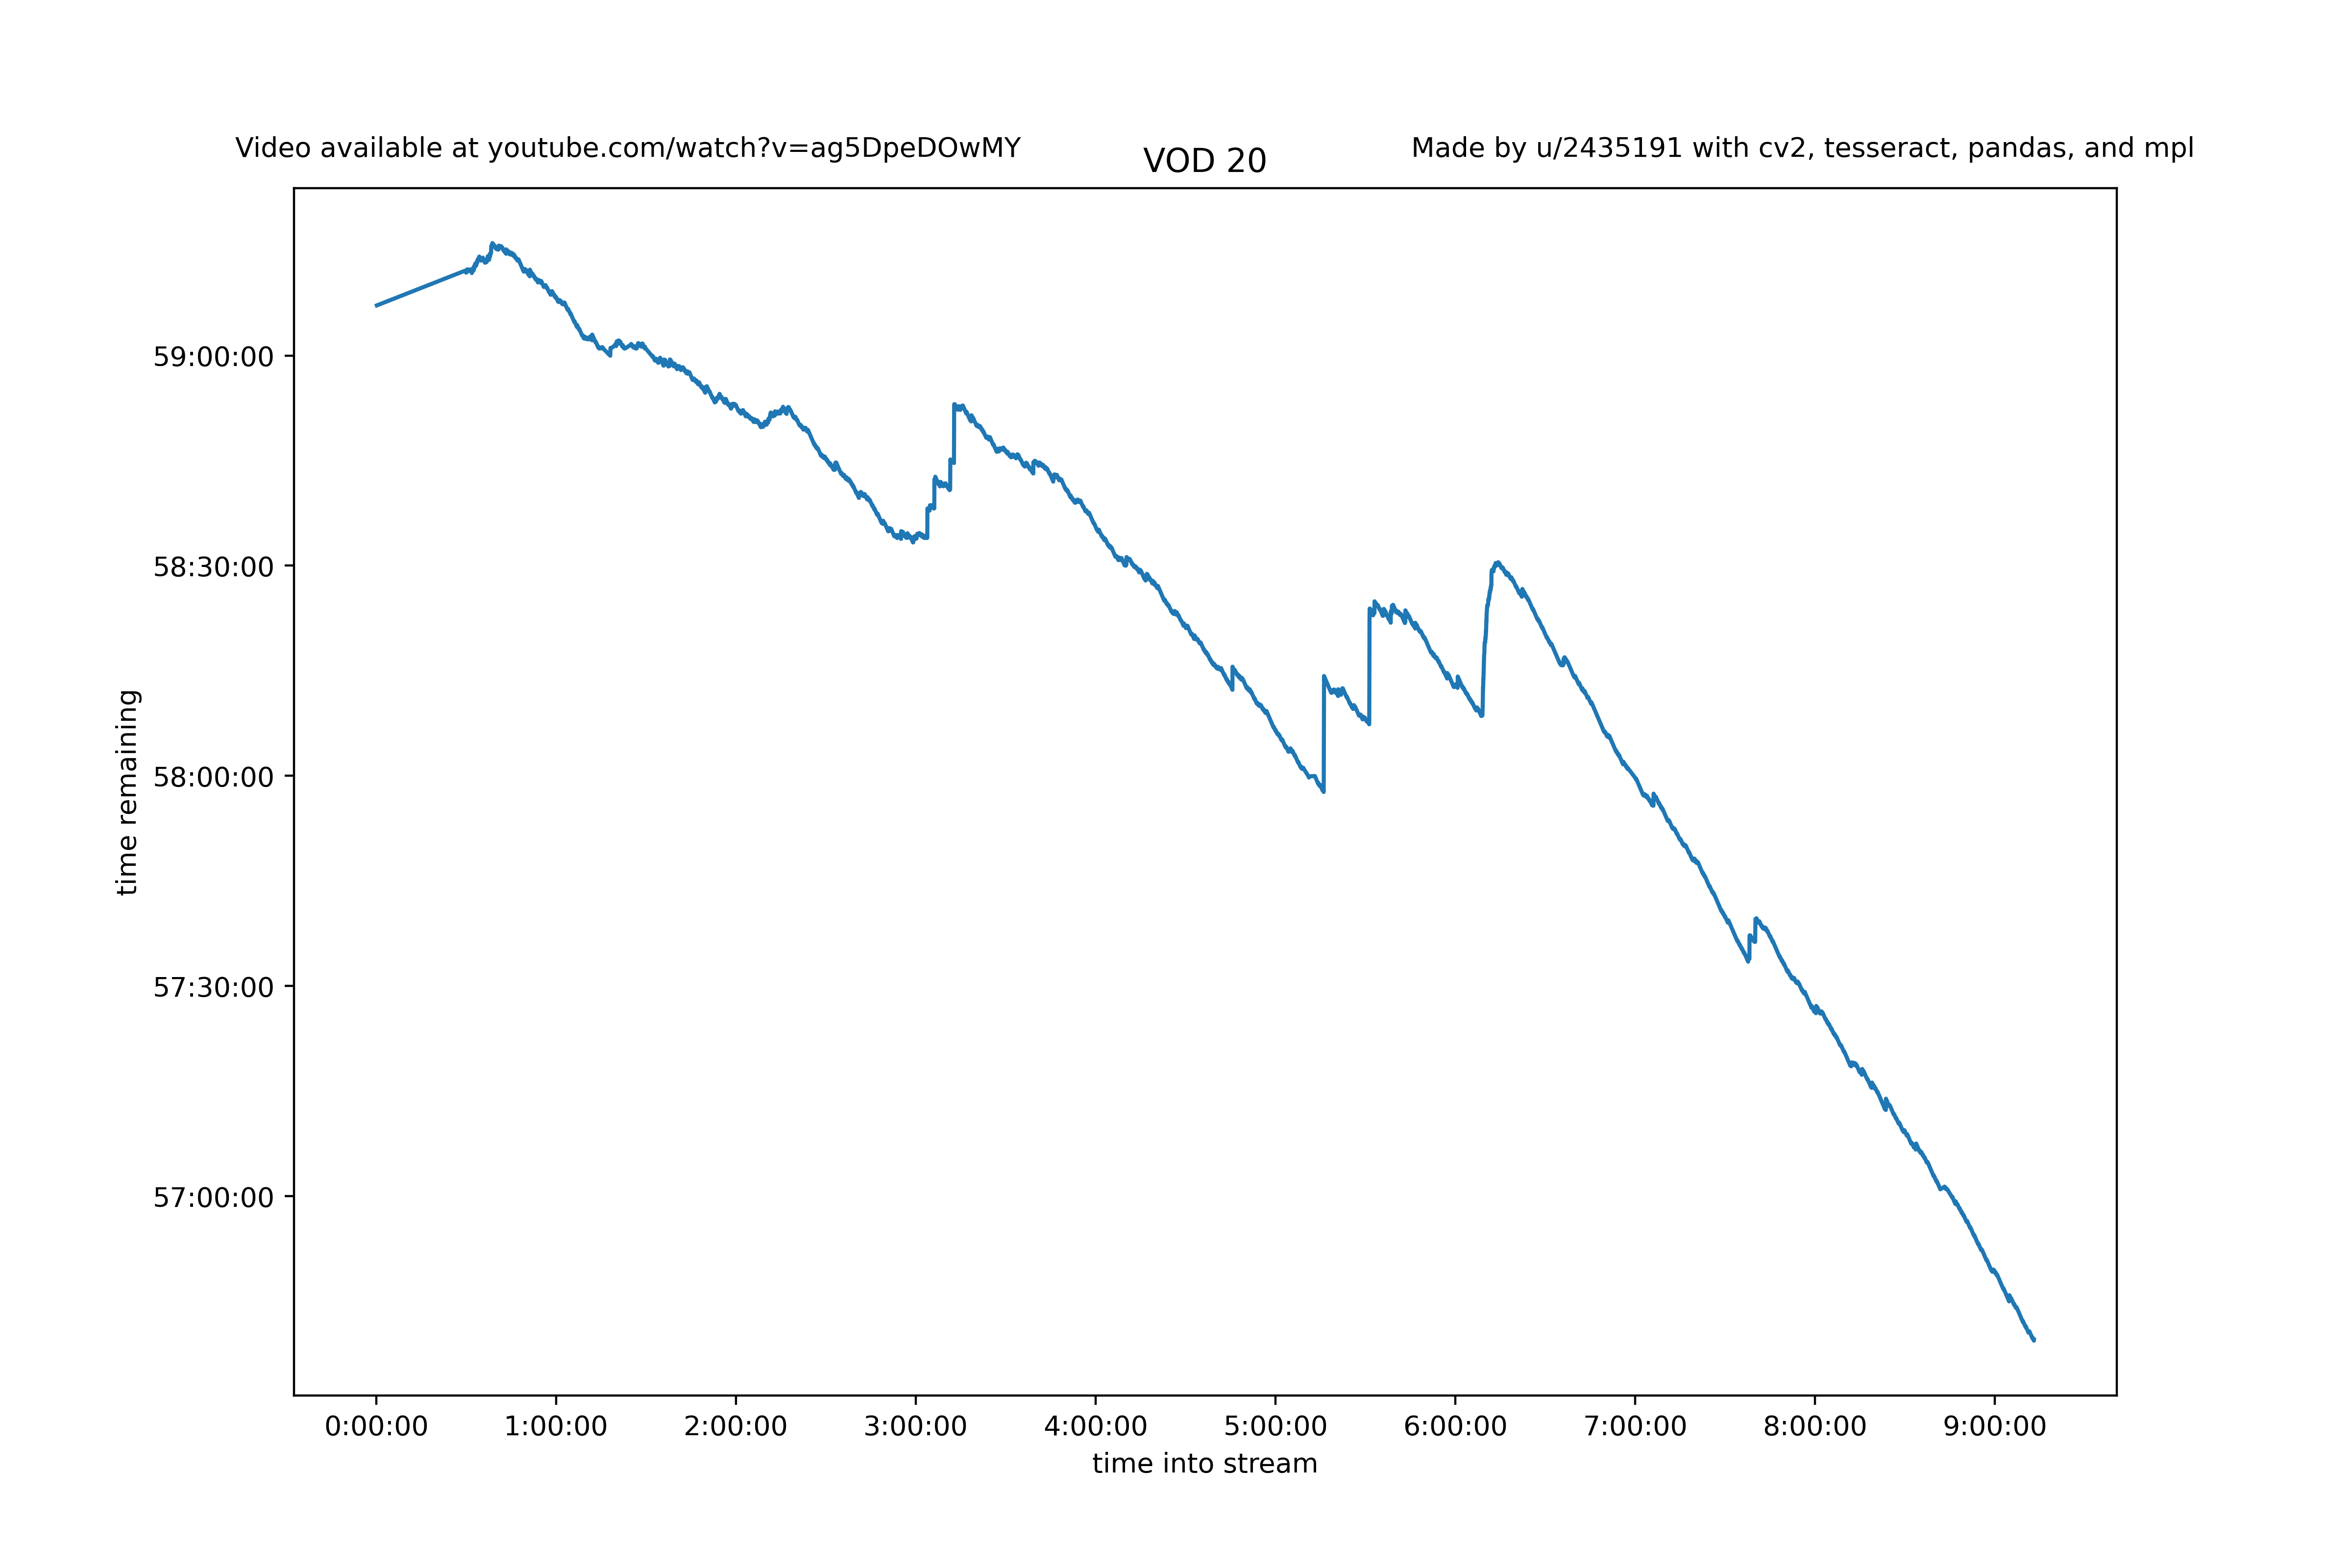 Video available at youtube.com/watch?v=ag5DpeDOwMY
VOD 20
Made by u/2435191 with cv2, tesseract, pandas, and mpl
time remaining
59:00:00
58:30:00
58:00:00
57:30:00
57:00:00
0:00:00 1:00:00 2:00:00 3:00:00 4:00:00 5:00:00 6:00:00 7:00:00 8:00:00 9:00:00
time into stream